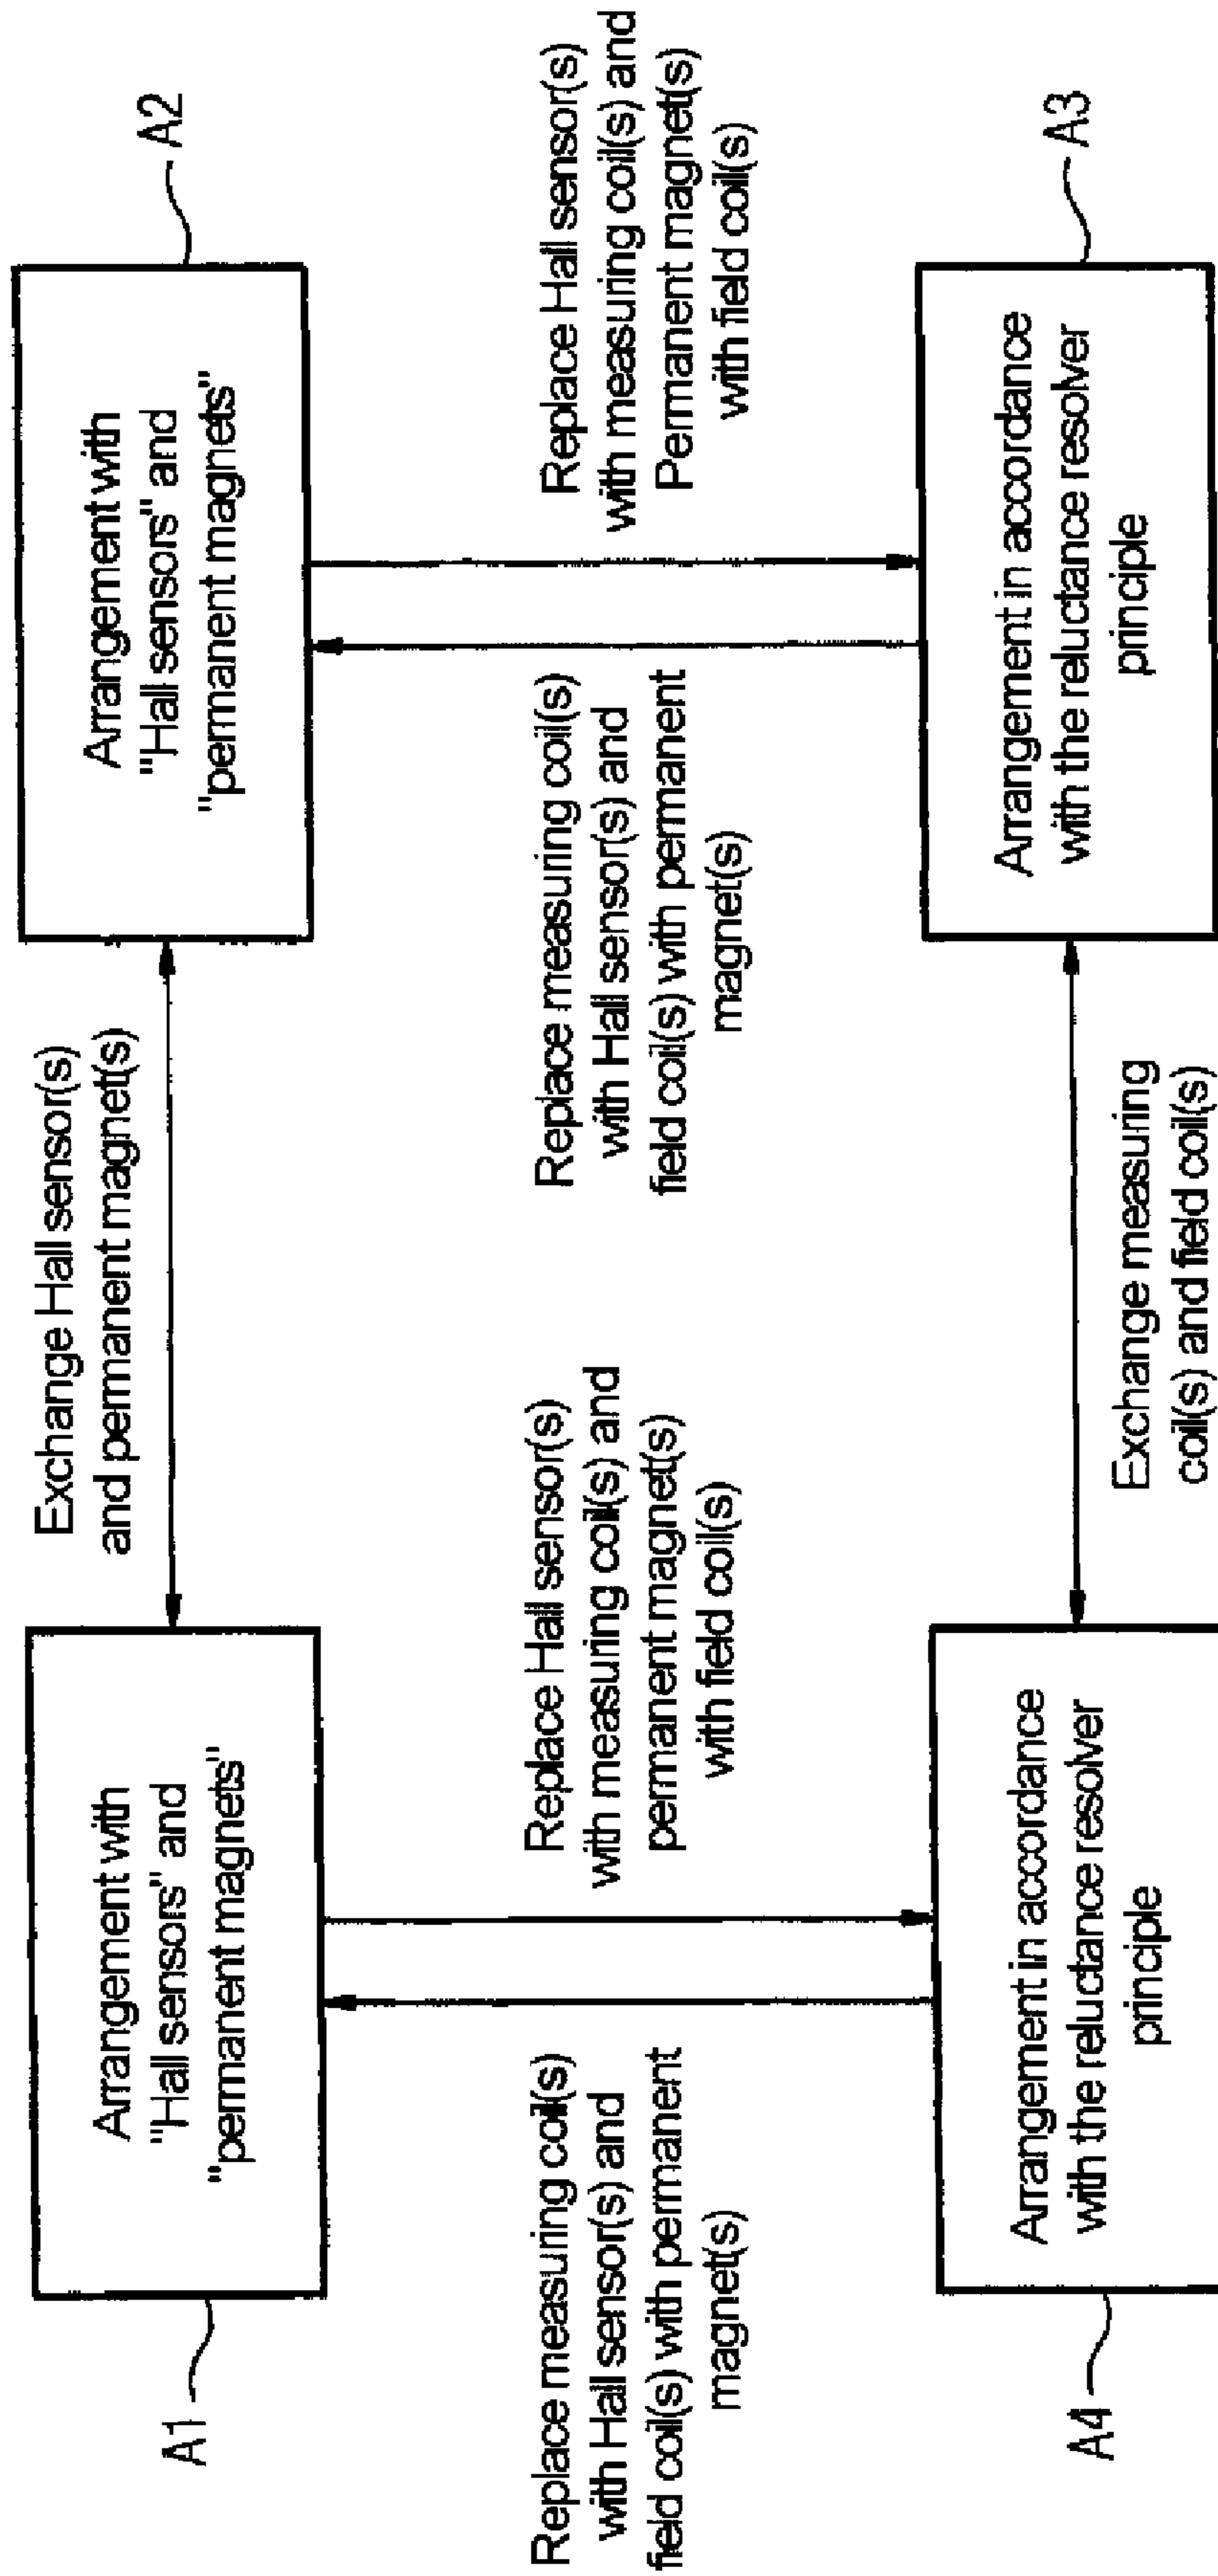 Exchange Hall sensor(s)
and permanent magnet(s)
A1
Arrangement with
"Hall sensors" and
"permanent magnets"
Arrangement with
"Hall sensors" and
"permanent magnets"
A2
Replace measuring coil(s)
with Hall sensor(s) and
field coil(s) with permanent
magnet(s)
Replace Hall sensor(s)
with measuring coil(s) and
permanent magnet(s)
with field coil(s)
Replace measuring coil(s)
with Hall sensor(s) and
field coil(s) with permanent
magnet(s)
Replace Hall sensor(s)
with measuring coil(s) and
Permanent magnet(s)
with field coil(s)
A4
Arrangement in accordance
with the reluctance resolver
principle
Exchange measuring
coil(s) and field coil(s)
Arrangement in accordance
with the reluctance resolver
principle
A3